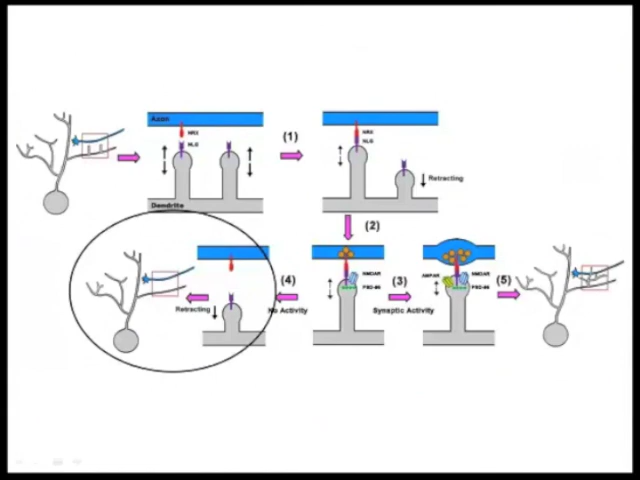 Axon
NRX
NLG
Dendrite
(1)
NRX
NLG
Retracting
(2)
Retracting
(4)
No Activity
NMDAR
PSD-95
(3)
Synaptic Activity
AMPAR
NMDAR
PSD-95
(5)